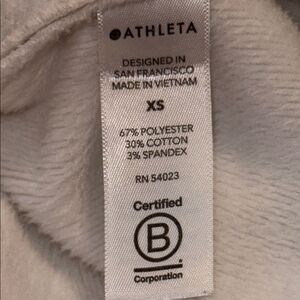 ATHLETA
DESIGNED IN
SAN FRANCISCO
MADE IN VIETNAM
XS
67% POLYESTER
30% COTTON
3% SPANDEX
RN 54023
Certified
B
Corporation